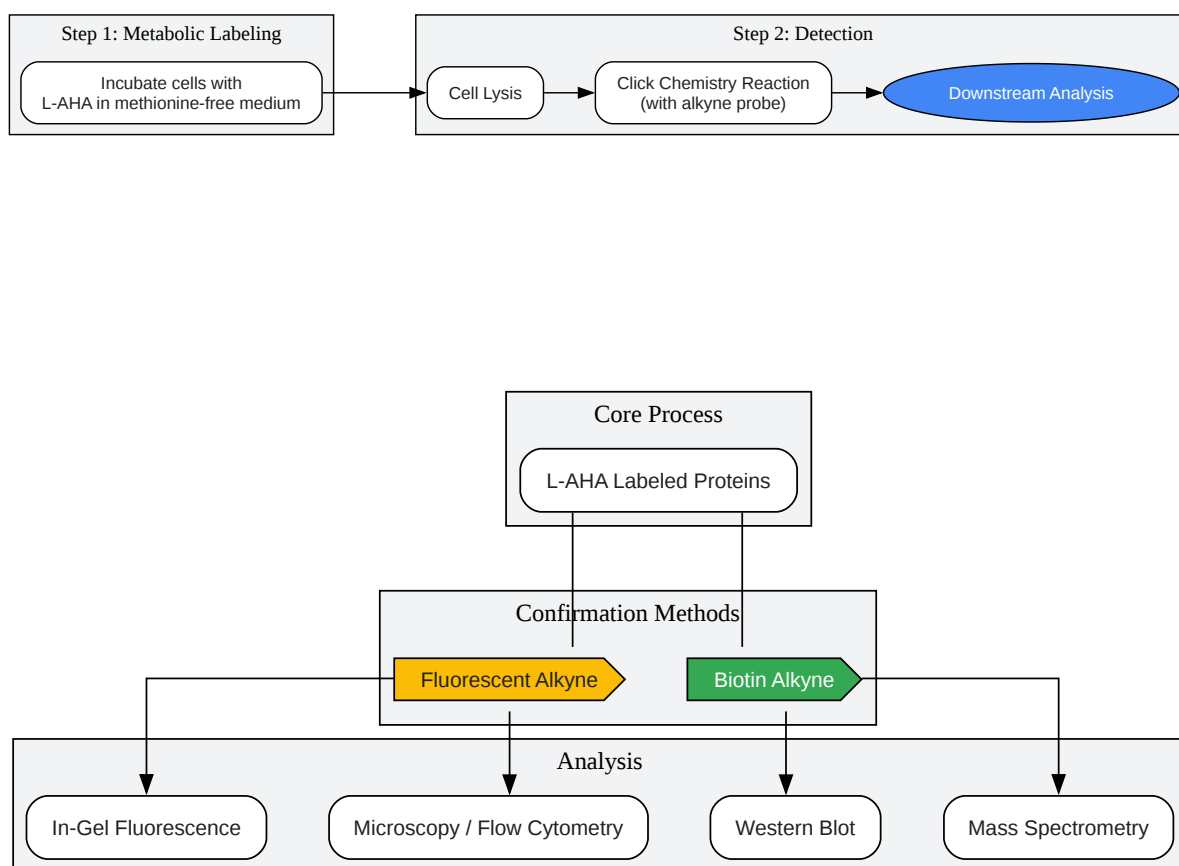 Step 1: Metabolic Labeling
Incubate cells with
L-AHA in methionine-free medium
Step 2: Detection
Cell Lysis
Click Chemistry Reaction
(with alkyne probe)
Downstream Analysis
Core Process
L-AHA Labeled Proteins
Confirmation Methods
Fluorescent Alkyne
Biotin Alkyne
Analysis
In-Gel Fluorescence
Microscopy / Flow Cytometry
Western Blot
Mass Spectrometry